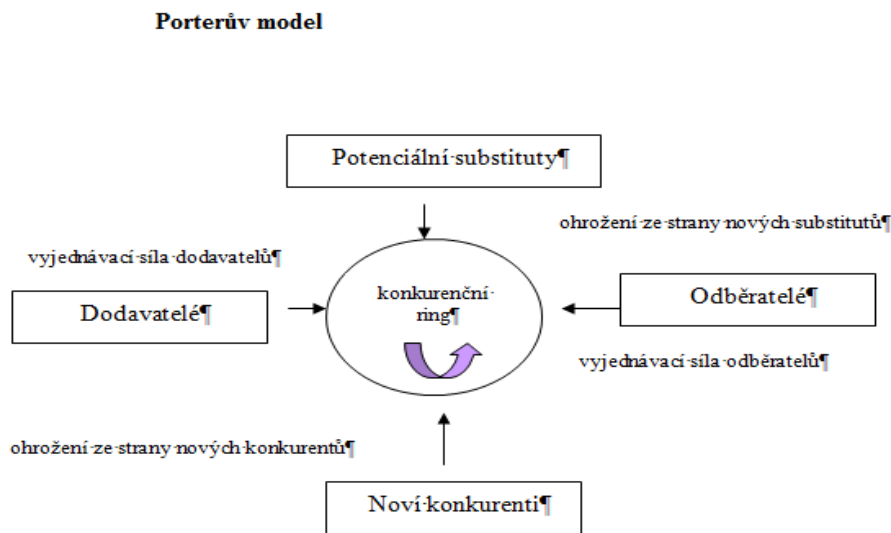 Porterův model
Potenciální·substituty¶
ohrožení·ze·strany·nových·substitutů¶
vyjednávací·síla·dodavatelů¶
Dodavatelé¶
konkurenční·
ring¶
Odběratelé¶
vyjednávací·síla·odběratelů¶
ohrožení·ze·strany·nových·konkurentů¶
Noví·konkurenti¶